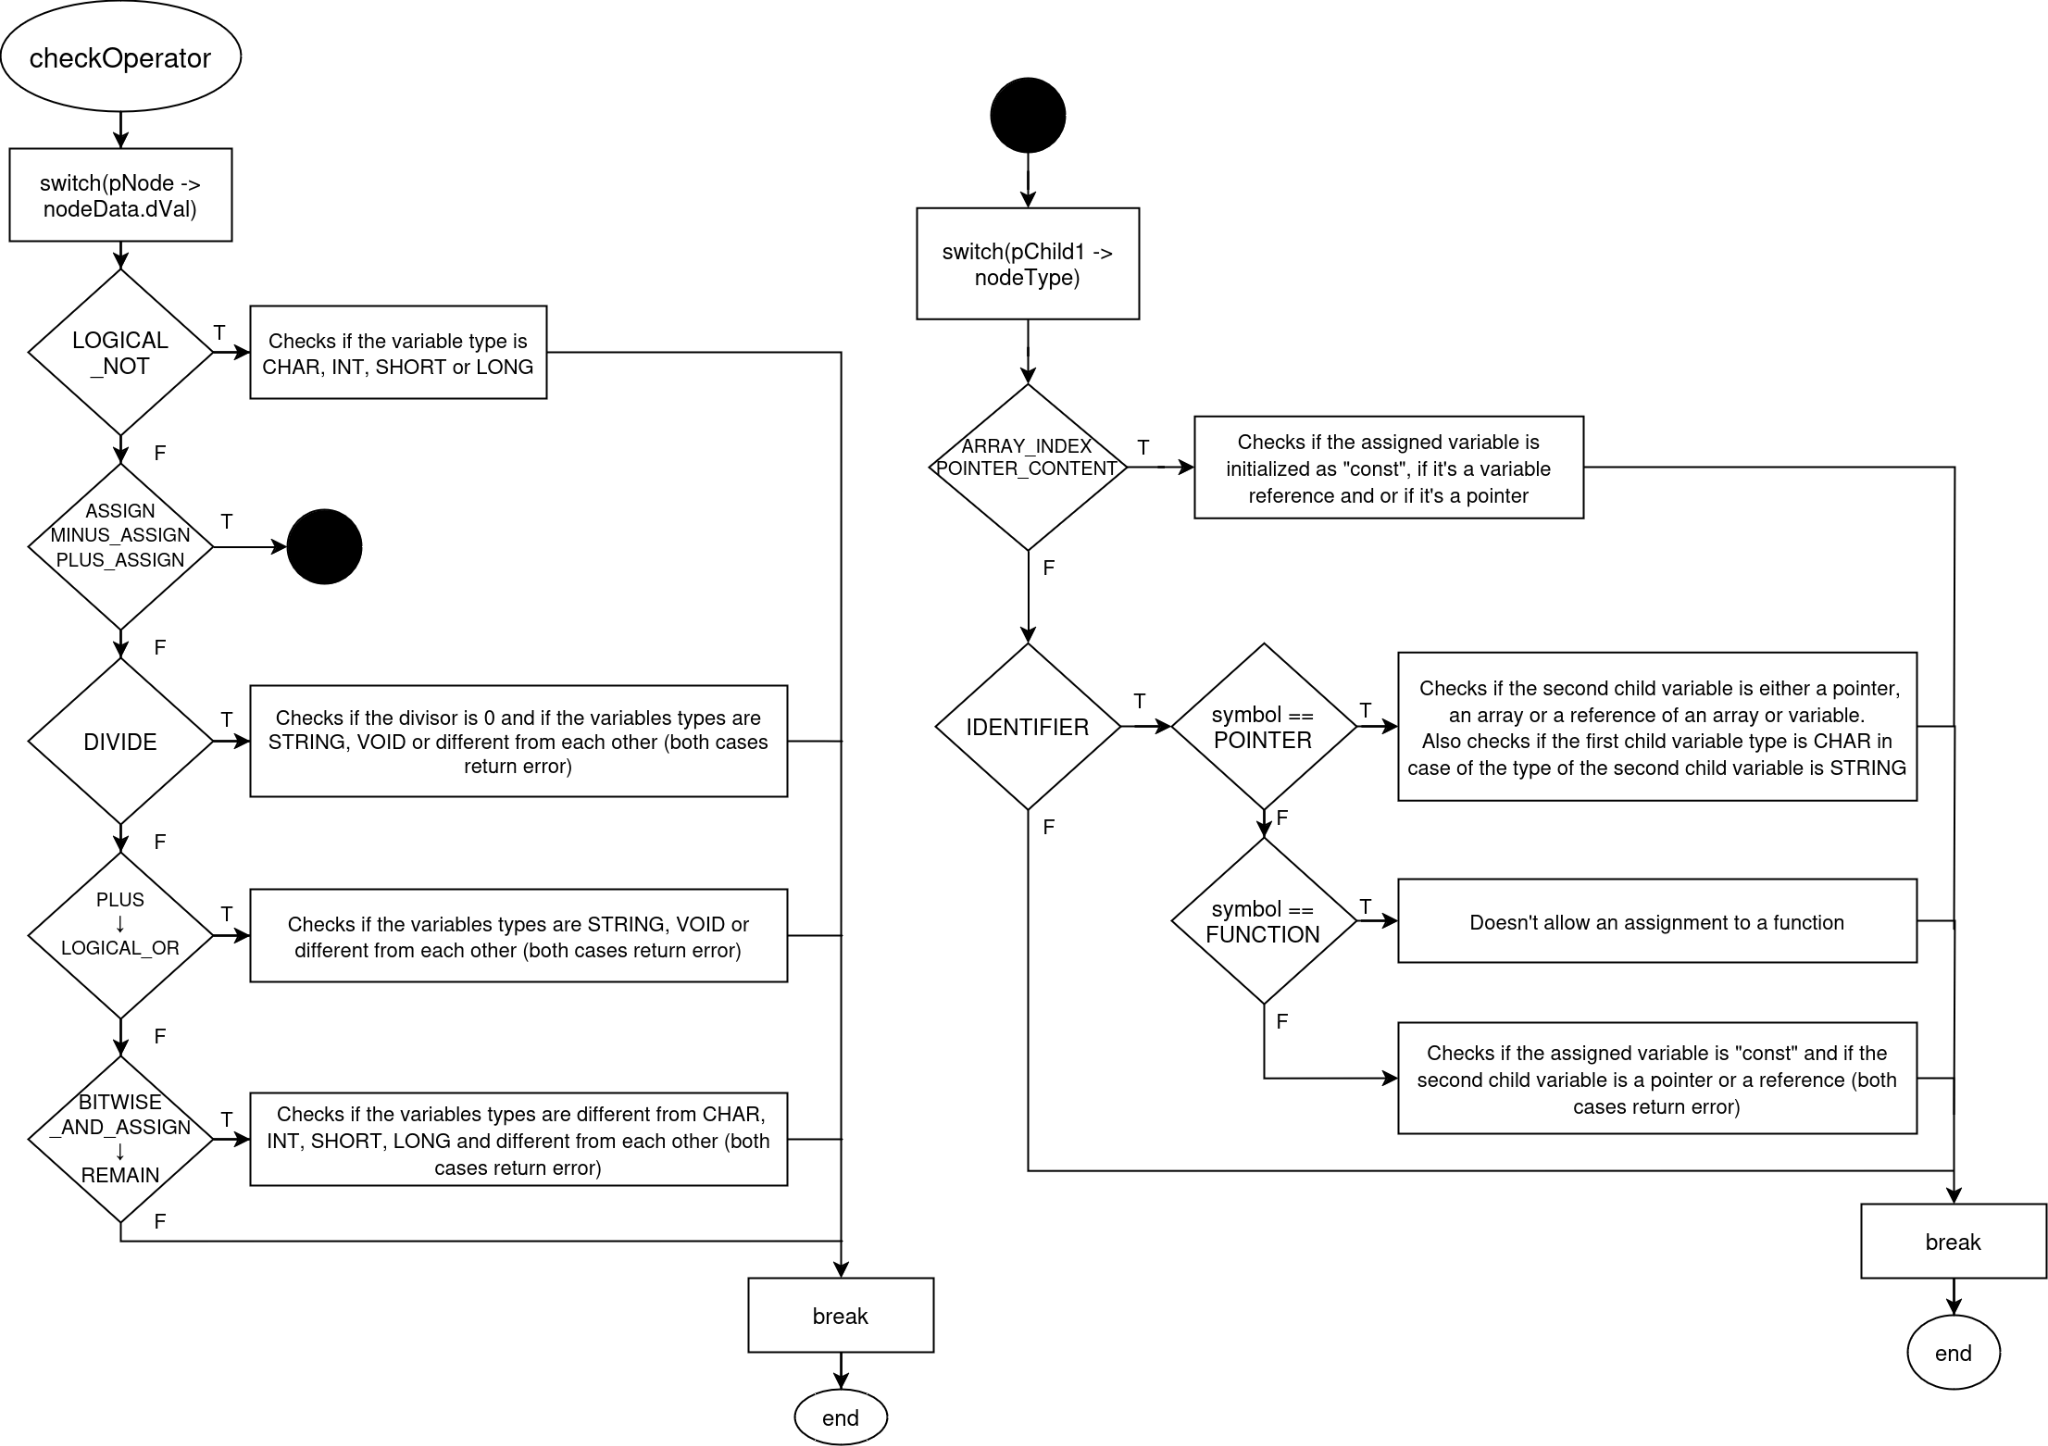 checkOperator
switch(pNode ->
nodeData.dVal)
LOGICAL
_NOT
T
Checks if the variable type is
CHAR, INT, SHORT or LONG
F
ASSIGN
MINUS_ASSIGN
PLUS_ASSIGN
T
F
DIVIDE
T
Checks if the divisor is 0 and if the variables types are
STRING, VOID or different from each other (both cases
return error)
F
PLUS
↓
LOGICAL_OR
T
Checks if the variables types are STRING, VOID or
different from each other (both cases return error)
F
BITWISE
_AND_ASSIGN
↓
REMAIN
T
Checks if the variables types are different from CHAR,
INT, SHORT, LONG and different from each other (both
cases return error)
F
break
end
switch(pChild1 ->
nodeType)
ARRAY_INDEX
POINTER_CONTENT
T
Checks if the assigned variable is
initialized as "const", if it's a variable
reference and or if it's a pointer
F
IDENTIFIER
T
symbol ==
POINTER
T
Checks if the second child variable is either a pointer,
an array or a reference of an array or variable.
Also checks if the first child variable type is CHAR in
case of the type of the second child variable is STRING
F
F
symbol ==
FUNCTION
T
Doesn't allow an assignment to a function
F
Checks if the assigned variable is "const" and if the
second child variable is a pointer or a reference (both
cases return error)
break
end